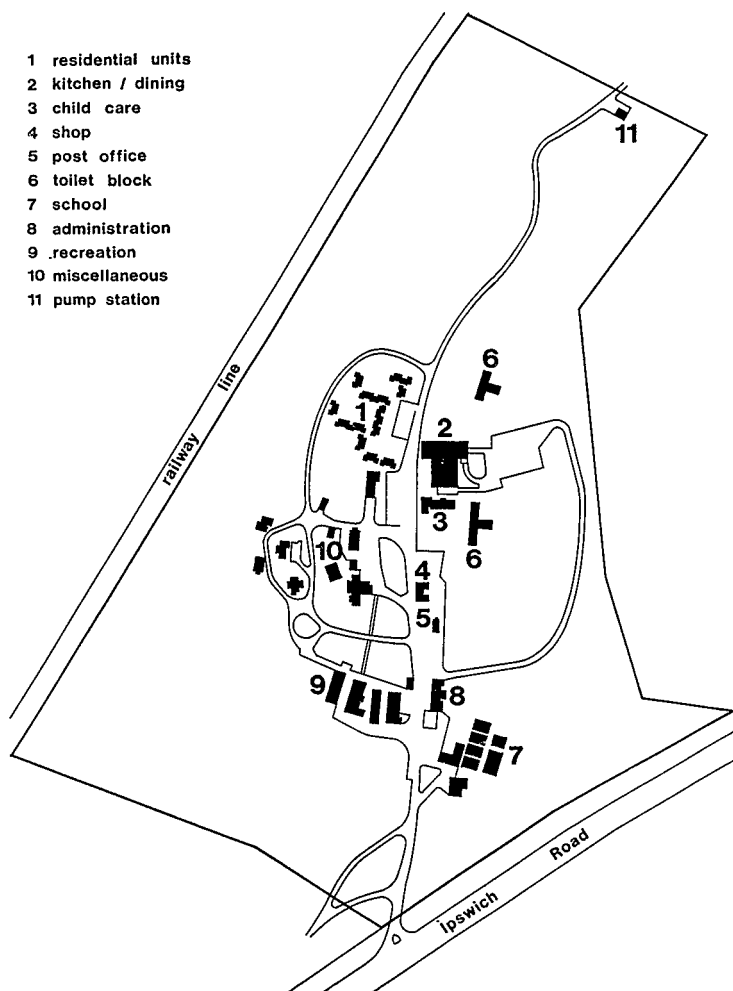 1 residential units
2 kitchen / dining
3 child care
4 shop
5 post office
6 toilet block
7 school
8 administration
9 .recreation
10 miscellaneous
11 pump station
11
railway line
6
1
2
3
6
10
4
5
9
8
7
Ipswich Road